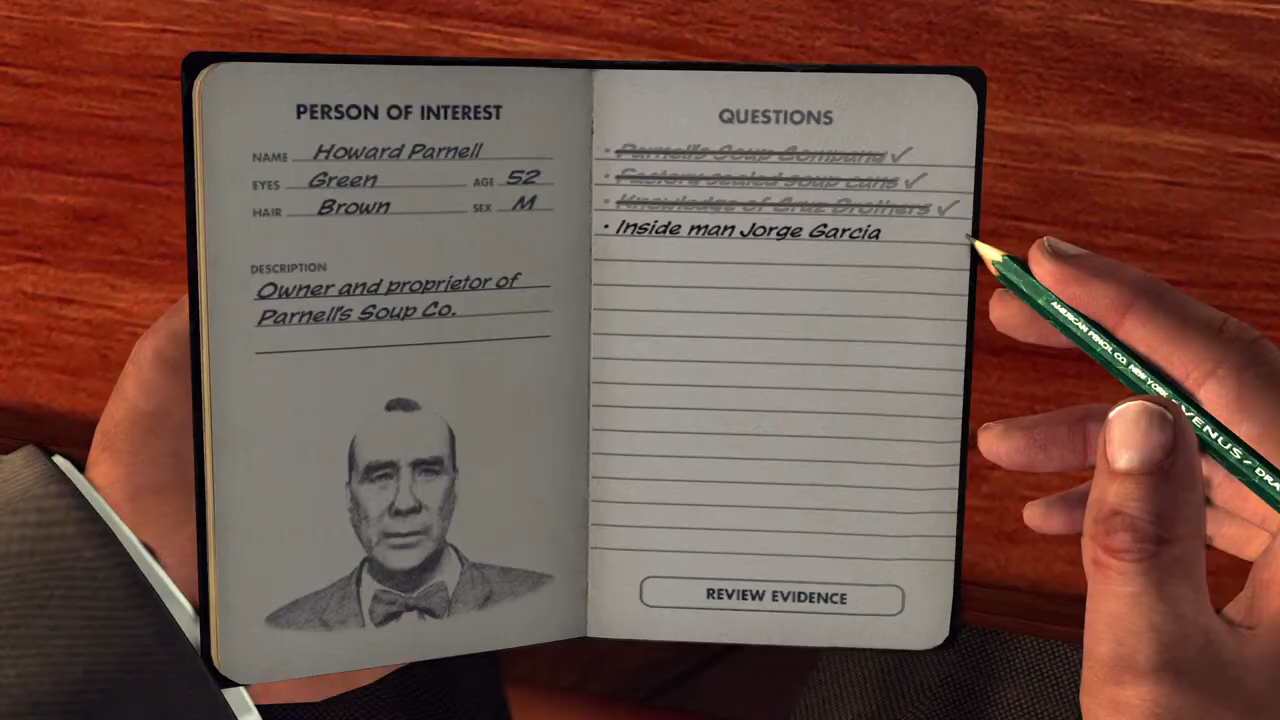 PERSON OF INTEREST
NAME Howard Parnell
EYES Green AGE 52
HAIR Brown SEX M
DESCRIPTION
Owner and proprietor of
Parnell's Soup Co.
QUESTIONS
• Parnell's Soup Company ✓
• Factory sealed soup cans ✓
• Knowledge of Cruz Brothers ✓
• Inside man Jorge Garcia
REVIEW EVIDENCE
AMERICAN PENCIL CO. NEW YORK VENUS/DRA